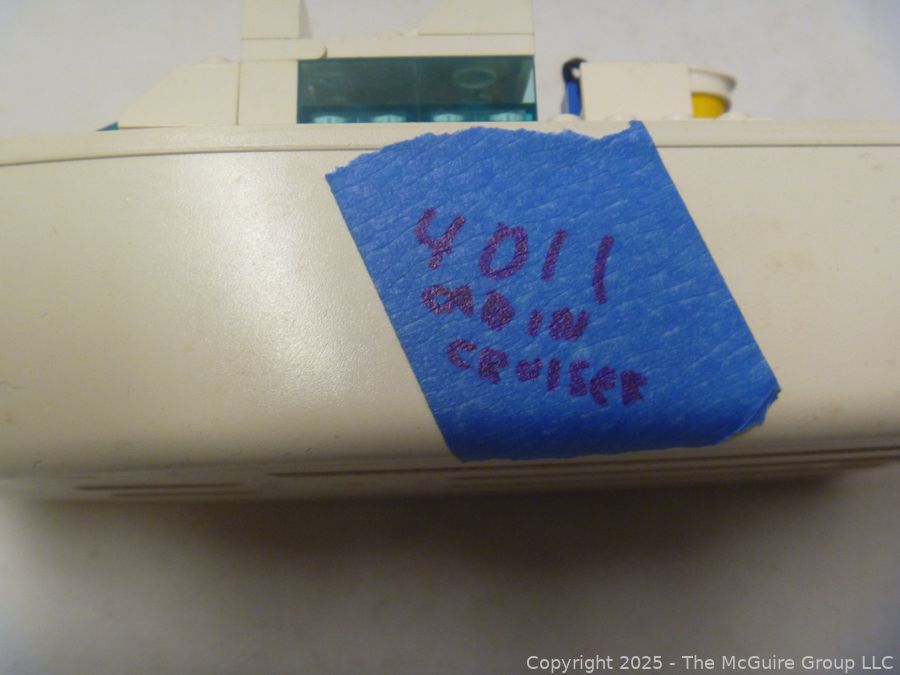 4011
CABIN
CRUISER
Copyright © 2025 - The McGuire Group LLC